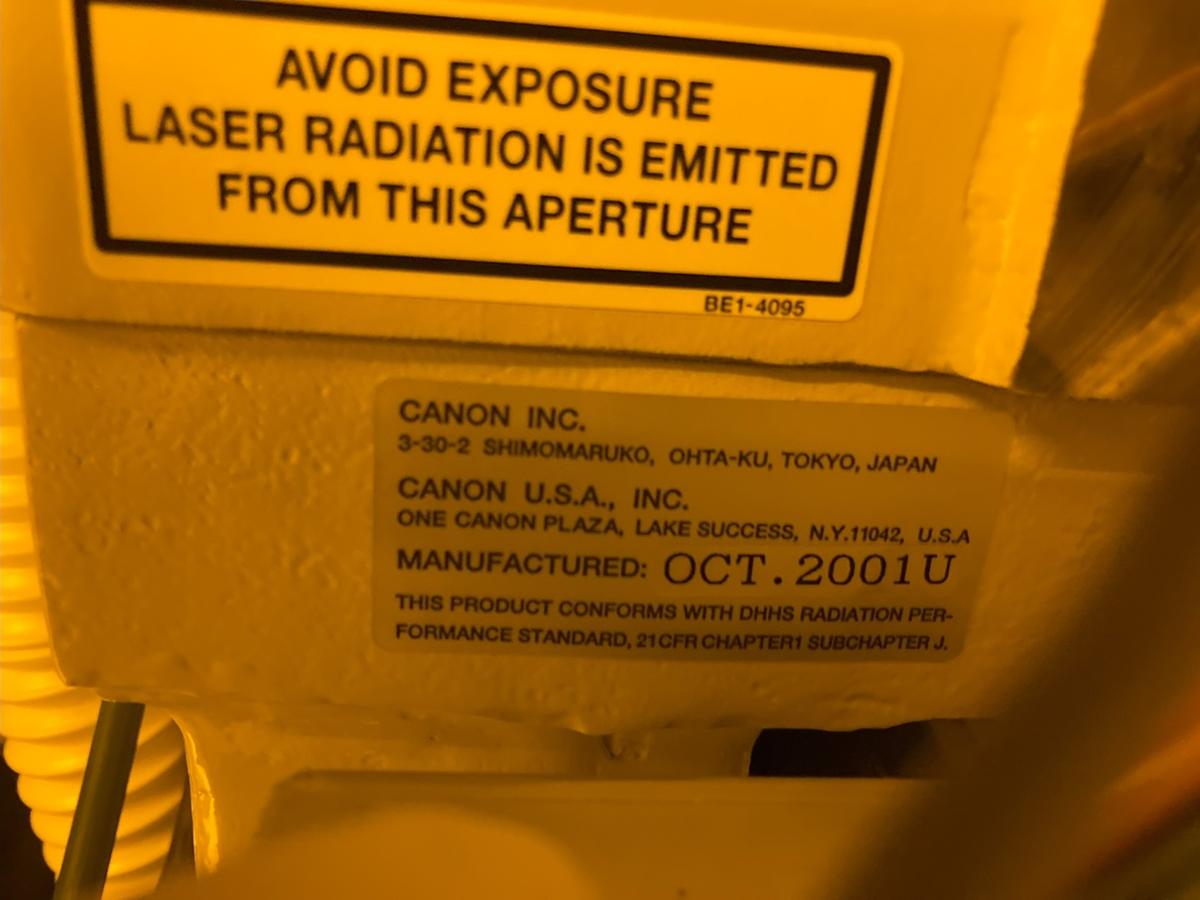 AVOID EXPOSURE
LASER RADIATION IS EMITTED
FROM THIS APERTURE
BE1-4095
CANON INC.
3-30-2 SHIMOMARUKO, OHTA-KU, TOKYO, JAPAN
CANON U.S.A., INC.
ONE CANON PLAZA, LAKE SUCCESS, N.Y.11042, U.S.A
MANUFACTURED: OCT.2001U
THIS PRODUCT CONFORMS WITH DHHS RADIATION PER-
FORMANCE STANDARD, 21CFR CHAPTER1 SUBCHAPTER J.